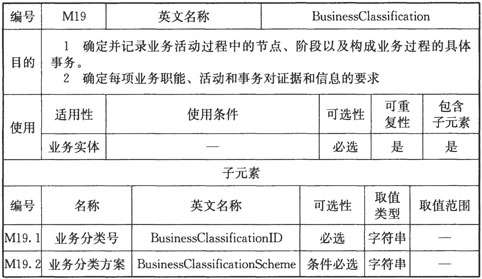 编号 M19 英文名称 BusinessClassification
目的
1 确定并记录业务活动过程中的节点、阶段以及构成业务过程的具体
事务。
2 确定每项业务职能、活动和事务对证据和信息的要求
使用
适用性 使用条件 可选性 可重复性 包含子元素
业务实体 — 必选 是 是
子元素
编号 名称 英文名称 可选性 取值类型 取值范围
M19.1 业务分类号 BusinessClassificationID 必选 字符串 —
M19.2 业务分类方案 BusinessClassificationScheme 条件必选 字符串 —